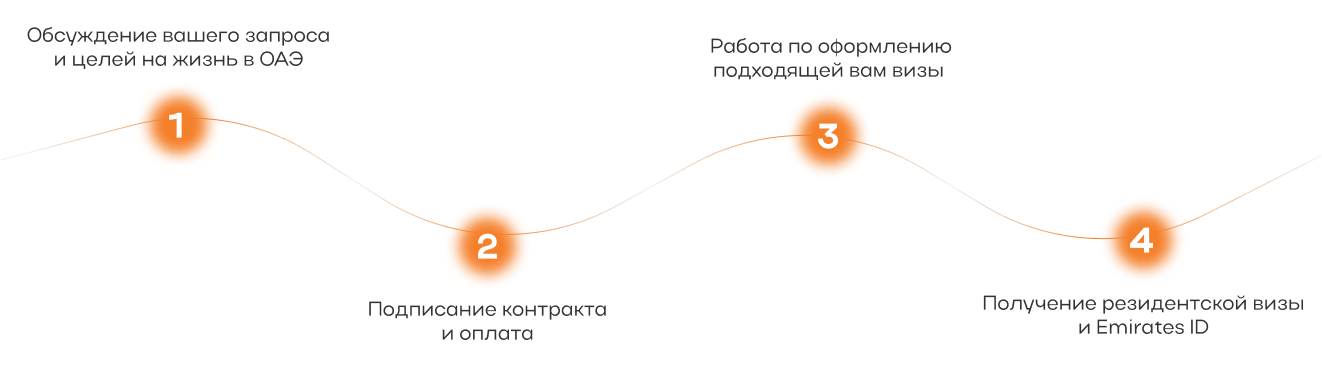 Обсуждение вашего запроса
и целей на жизнь в ОАЭ
1
2
Подписание контракта
и оплата
Работа по оформлению
подходящей вам визы
3
4
Получение резидентской визы
и Emirates ID